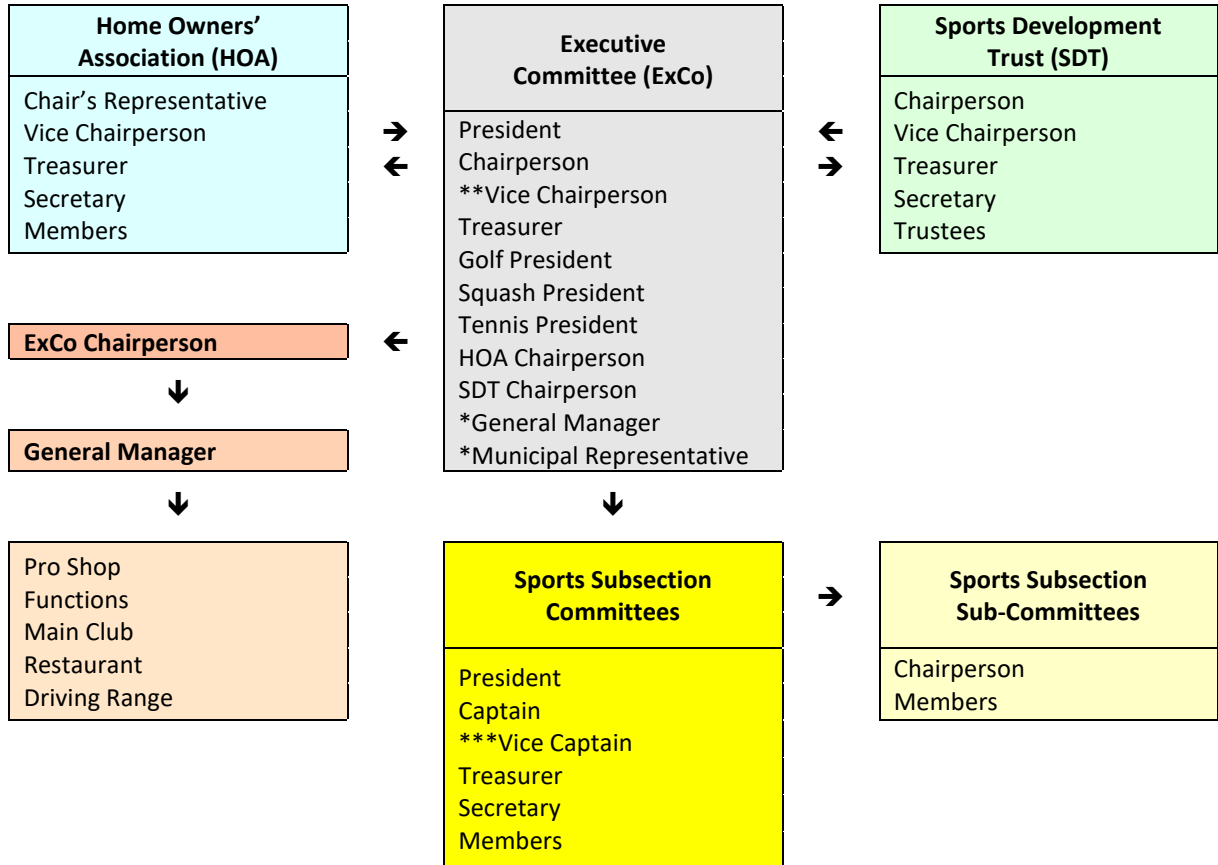 Home Owners’
Association (HOA)
Chair’s Representative
Vice Chairperson
Treasurer
Secretary
Members
Executive
Committee (ExCo)
President
Chairperson
**Vice Chairperson
Treasurer
Golf President
Squash President
Tennis President
HOA Chairperson
SDT Chairperson
*General Manager
*Municipal Representative
Sports Development
Trust (SDT)
Chairperson
Vice Chairperson
Treasurer
Secretary
Trustees
ExCo Chairperson
General Manager
Pro Shop
Functions
Main Club
Restaurant
Driving Range
Sports Subsection
Committees
President
Captain
***Vice Captain
Treasurer
Secretary
Members
Sports Subsection
Sub-Committees
Chairperson
Members